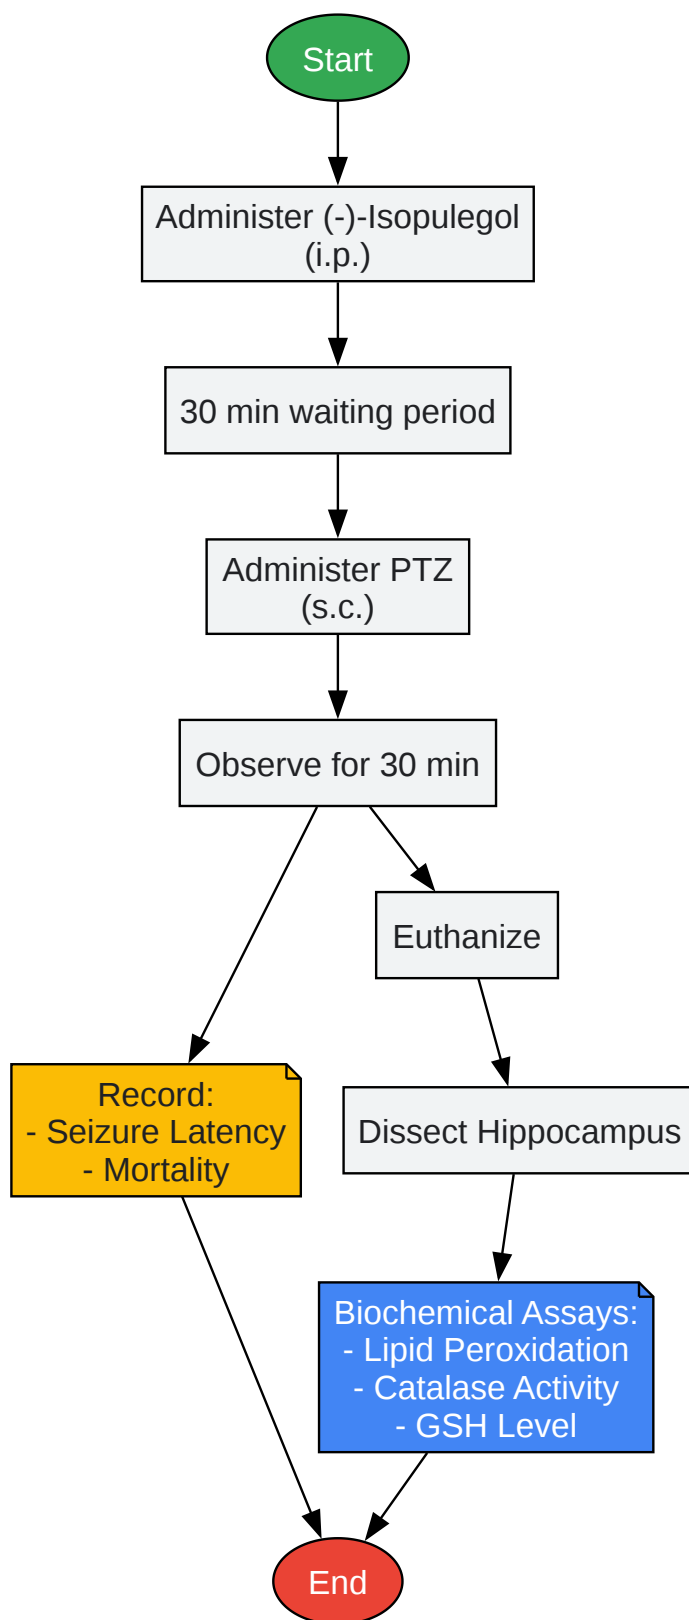 Start
Administer (-)-Isopulegol
(i.p.)
30 min waiting period
Administer PTZ
(s.c.)
Observe for 30 min
Euthanize
Record:
- Seizure Latency
- Mortality
Dissect Hippocampus
Biochemical Assays:
- Lipid Peroxidation
- Catalase Activity
- GSH Level
End